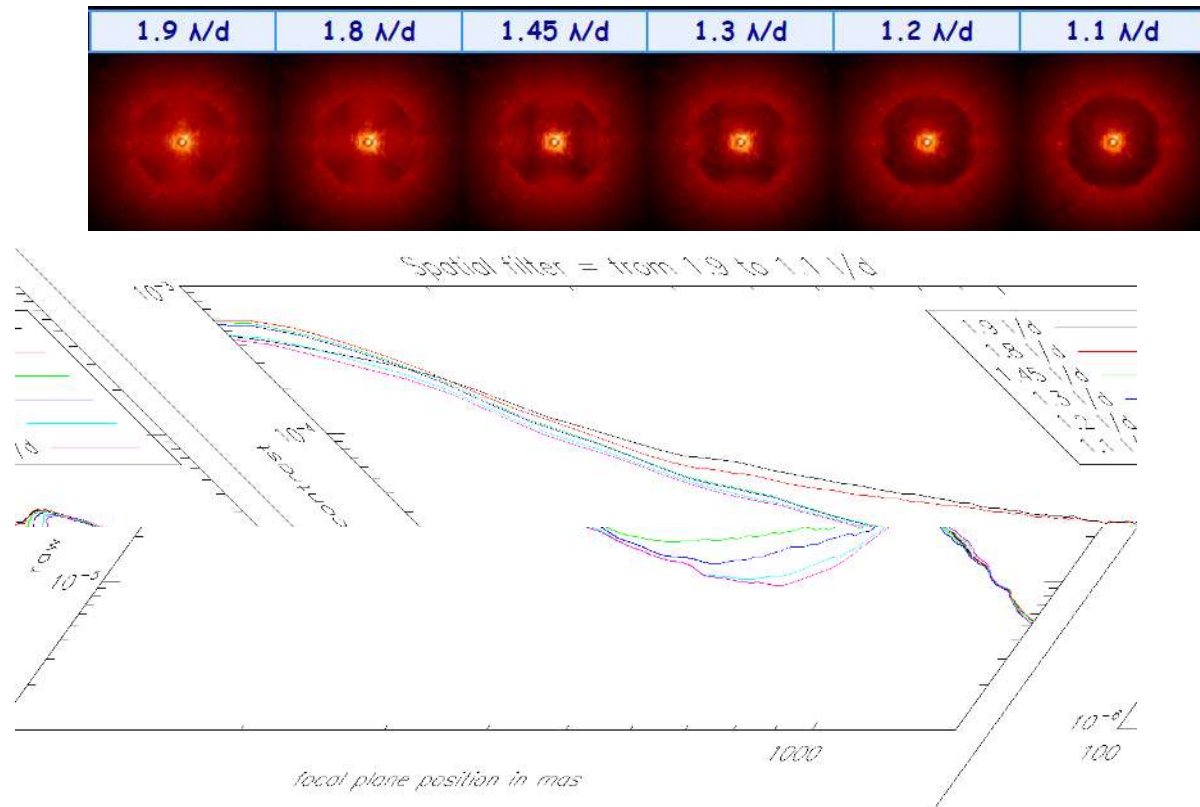 1.9 λ/d 1.8 λ/d 1.45 λ/d 1.3 λ/d 1.2 λ/d 1.1 λ/d
Spatial filter = from 1.9 to 1.1 l/d
10⁻³
1.9 l/d
1.8 l/d
1.45 l/d
1.3 l/d
1.2 l/d
1.1 l/
/d
10⁻⁴
contrast
10⁻⁵
10⁻⁶
1000
100
focal plane position in mas